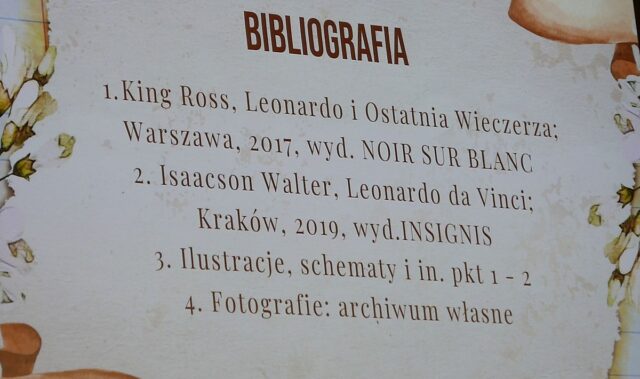 BIBLIOGRAFIA
1.King Ross, Leonardo i Ostatnia Wieczerza;
Warszawa, 2017, wyd. NOIR SUR BLANC
2. Isaacson Walter, Leonardo da Vinci;
Kraków, 2019, wyd.INSIGNIS
3. Ilustracje, schematy i in. pkt 1 - 2
4. Fotografie: archiwum własne